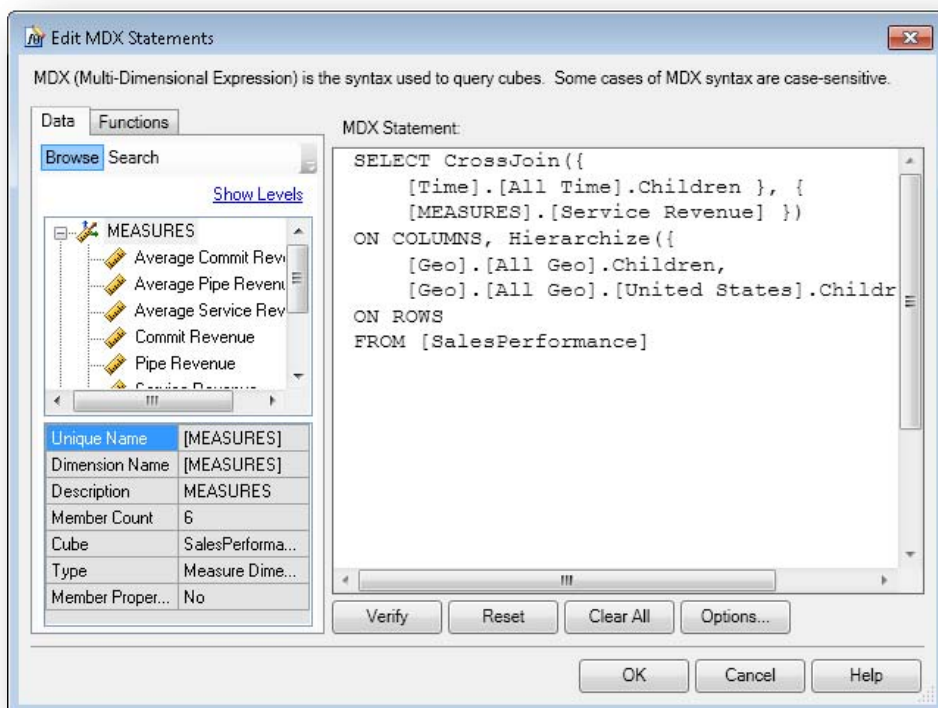 Edit MDX Statements
MDX (Multi-Dimensional Expression) is the syntax used to query cubes. Some cases of MDX syntax are case-sensitive.
Data Functions
Browse Search
Show Levels
MEASURES
Average Commit Rev
Average Pipe Revenu
Average Service Rev
Commit Revenue
Pipe Revenue
Unique Name [MEASURES]
Dimension Name [MEASURES]
Description MEASURES
Member Count 6
Cube SalesPerforma...
Type Measure Dime...
Member Proper... No
MDX Statement:
SELECT CrossJoin({
[Time].[All Time].Children }, {
[MEASURES].[Service Revenue] })
ON COLUMNS, Hierarchize({
[Geo].[All Geo].Children,
[Geo].[All Geo].[United States].Childr
ON ROWS
FROM [SalesPerformance]
Verify Reset Clear All Options...
OK Cancel Help